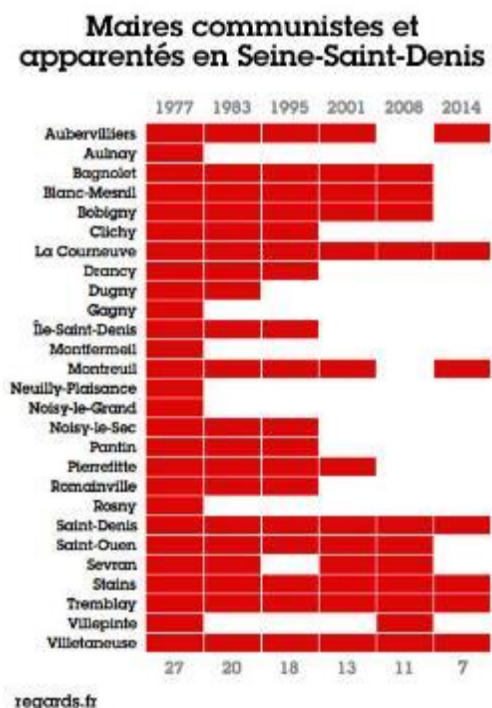 Maires communistes et
apparentés en Seine-Saint-Denis
1977 1983 1995 2001 2008 2014
Aubervilliers
Aulnay
Bagnolet
Blanc-Mesnil
Bobigny
Clichy
La Courneuve
Drancy
Dugny
Gagny
Île-Saint-Denis
Montfermeil
Montreuil
Neuilly-Plaisance
Noisy-le-Grand
Noisy-le-Sec
Pantin
Pierrefitte
Romainville
Rosny
Saint-Denis
Saint-Ouen
Sevran
Stains
Tremblay
Villepinte
Villetaneuse
27 20 18 13 11 7
regards.fr